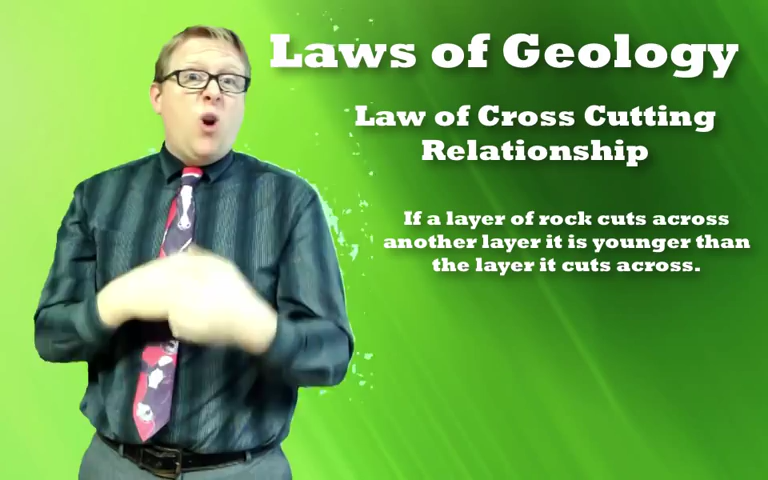 Laws of Geology
Law of Cross Cutting
Relationship
If a layer of rock cuts across
another layer it is younger than
the layer it cuts across.